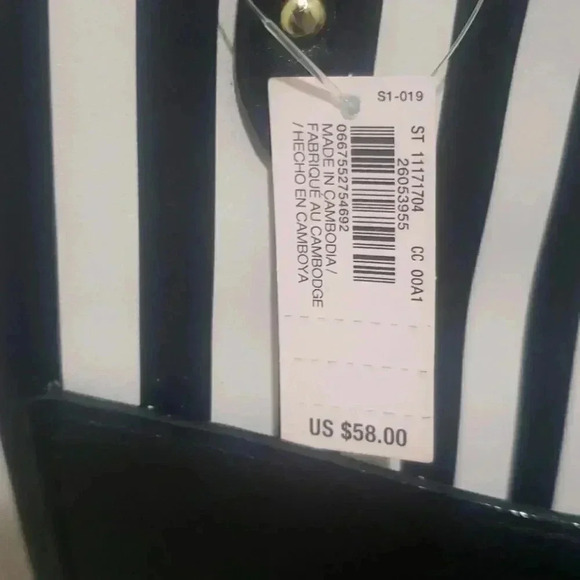 S1-019
ST 11171704 CC 00A1
26053955
0667552754692
MADE IN CAMBODIA/
FABRIQUÉ AU CAMBODGE
/HECHO EN CAMBOYA
US $58.00